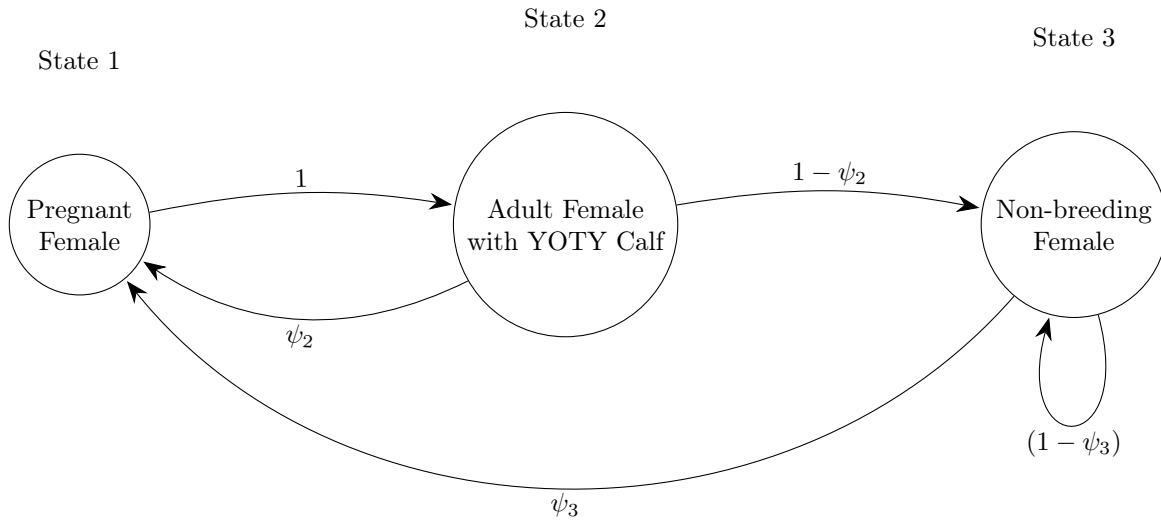 State 2
State 3
State 1
1
1 − ψ₂
Pregnant
Female
Adult Female
with YOTY Calf
Non-breeding
Female
ψ₂
(1 − ψ₃)
ψ₃